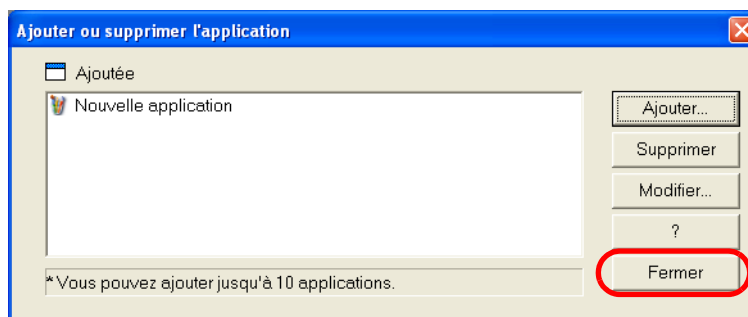 Ajouter ou supprimer l'application
Ajoutée
Nouvelle application
Ajouter...
Supprimer
Modifier...
?
Fermer
* Vous pouvez ajouter jusqu'à 10 applications.